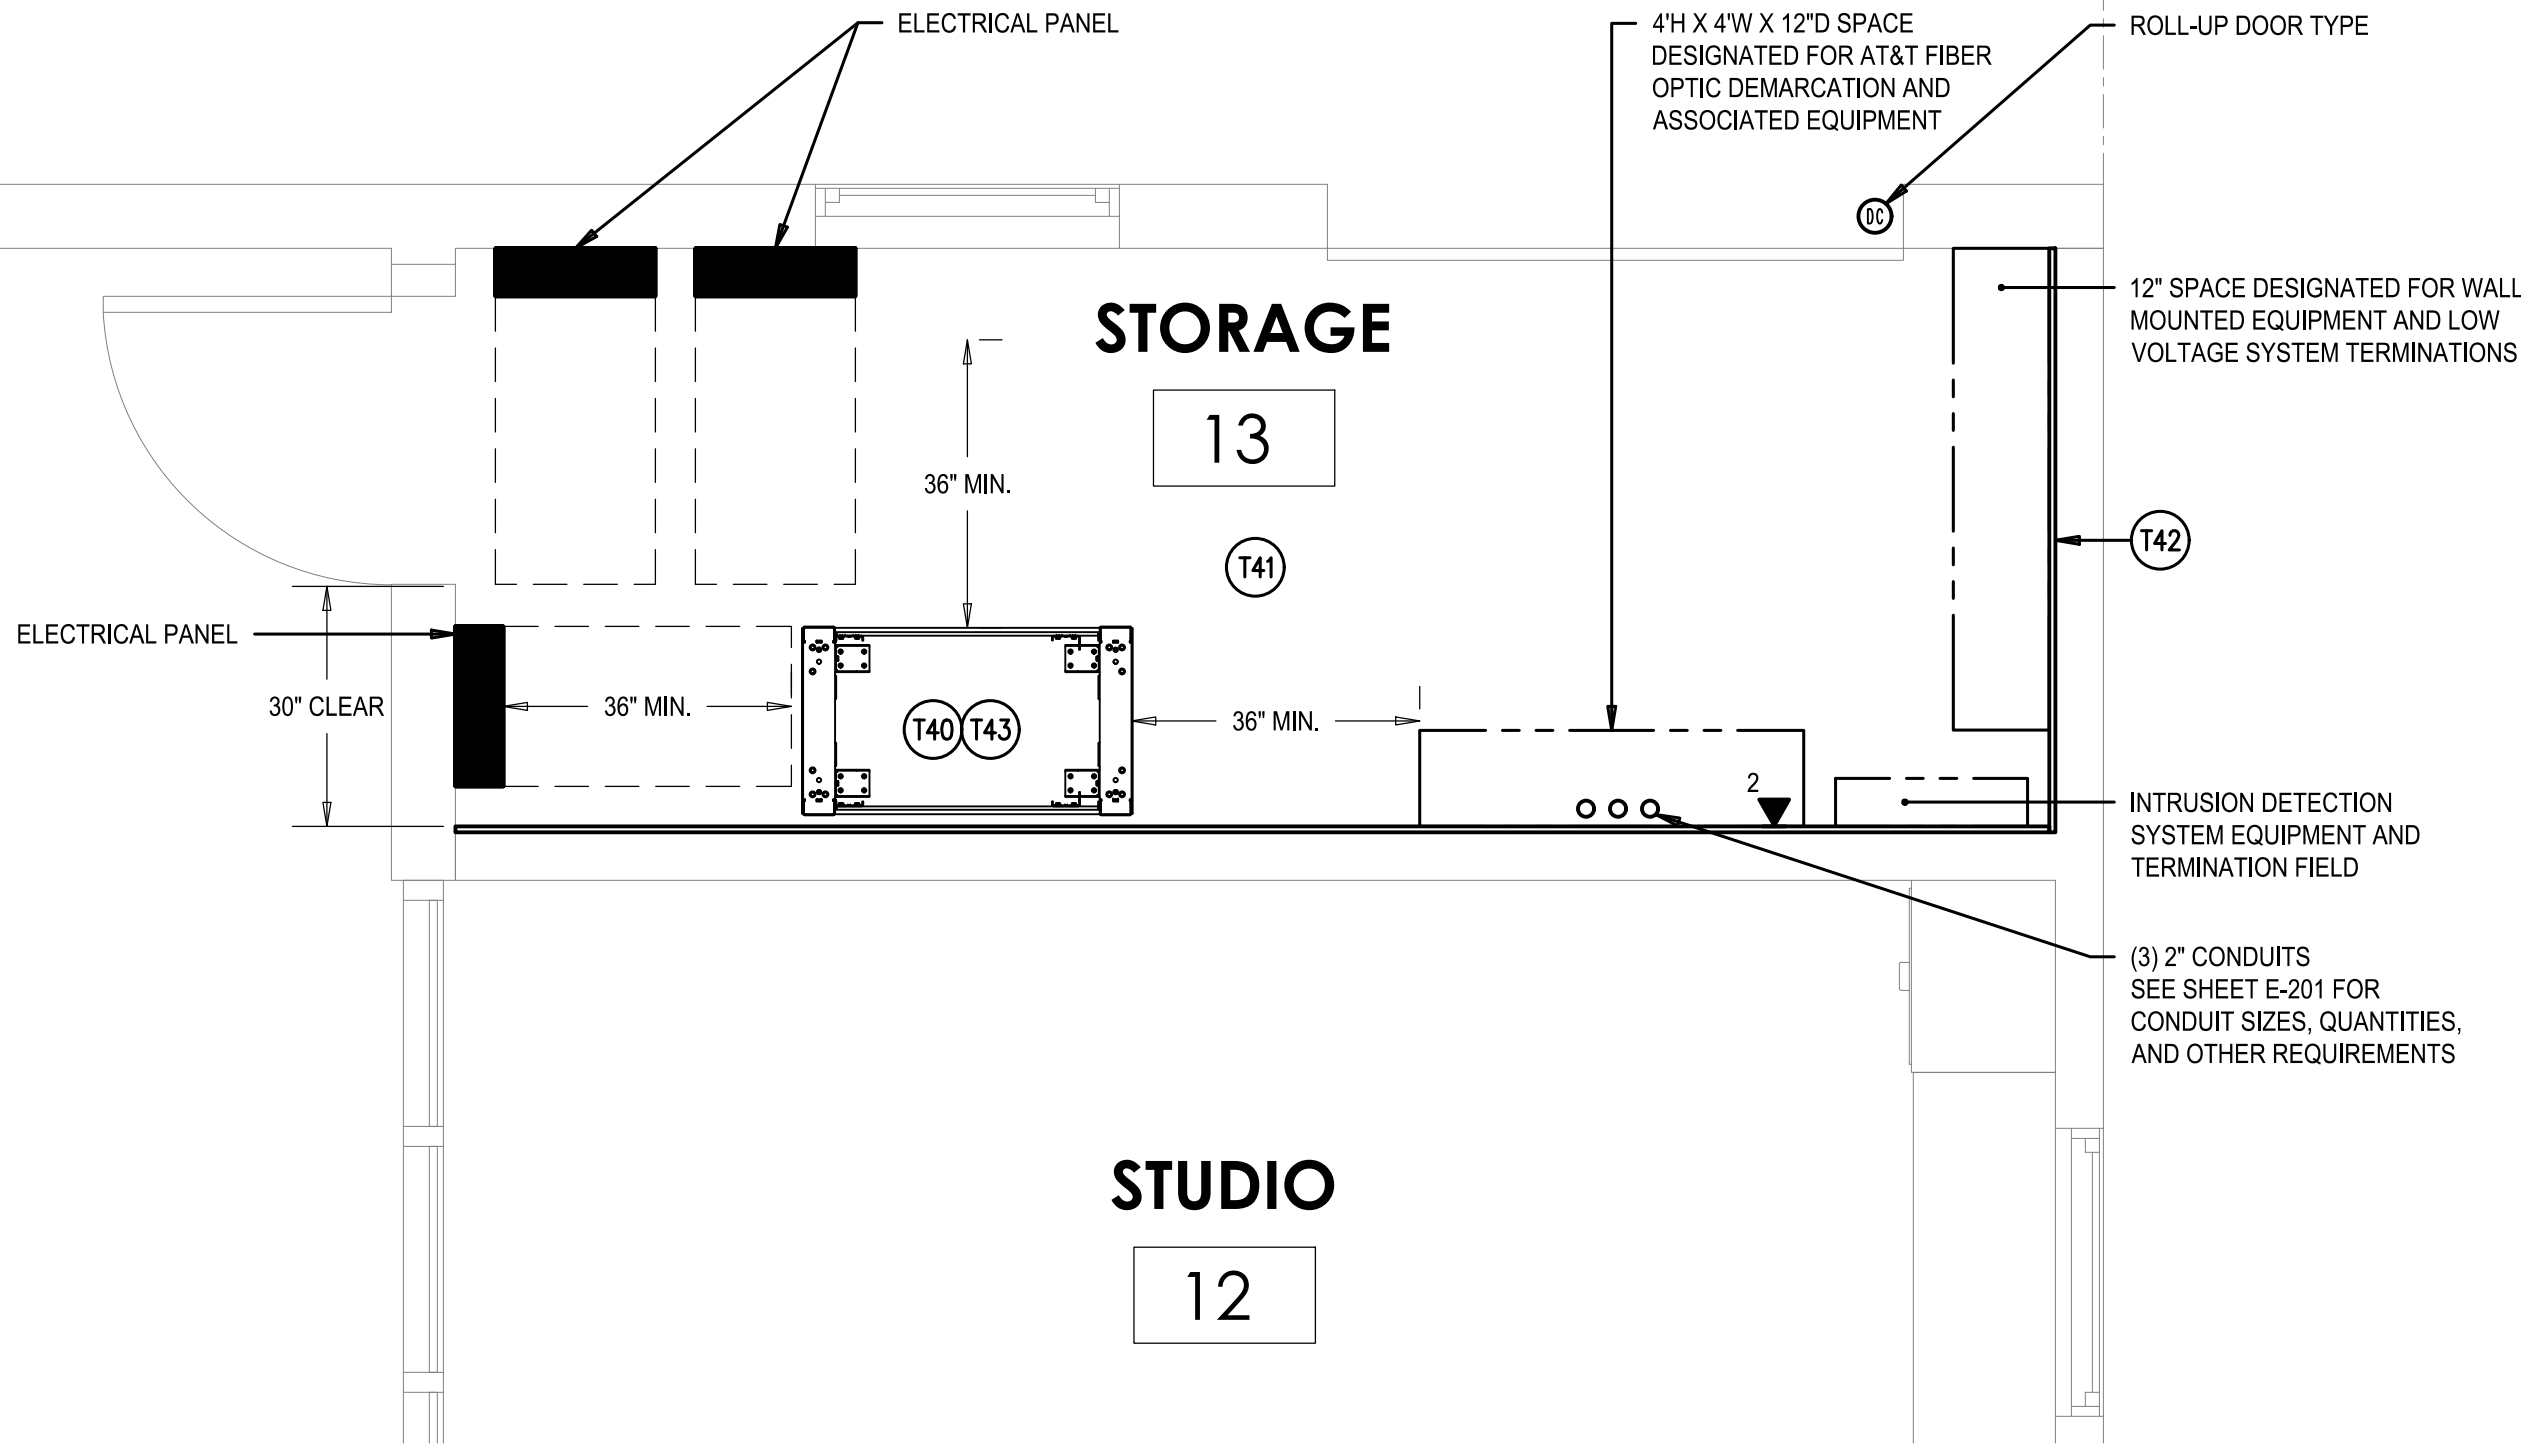 ELECTRICAL PANEL
4'H X 4'W X 12"D SPACE
DESIGNATED FOR AT&T FIBER
OPTIC DEMARCATION AND
ASSOCIATED EQUIPMENT
ROLL-UP DOOR TYPE
DC
12" SPACE DESIGNATED FOR WALL
MOUNTED EQUIPMENT AND LOW
VOLTAGE SYSTEM TERMINATIONS
STORAGE
13
36" MIN.
T41
T42
ELECTRICAL PANEL
30" CLEAR
36" MIN.
T40 T43
36" MIN.
2
INTRUSION DETECTION
SYSTEM EQUIPMENT AND
TERMINATION FIELD
(3) 2" CONDUITS
SEE SHEET E-201 FOR
CONDUIT SIZES, QUANTITIES,
AND OTHER REQUIREMENTS
STUDIO
12